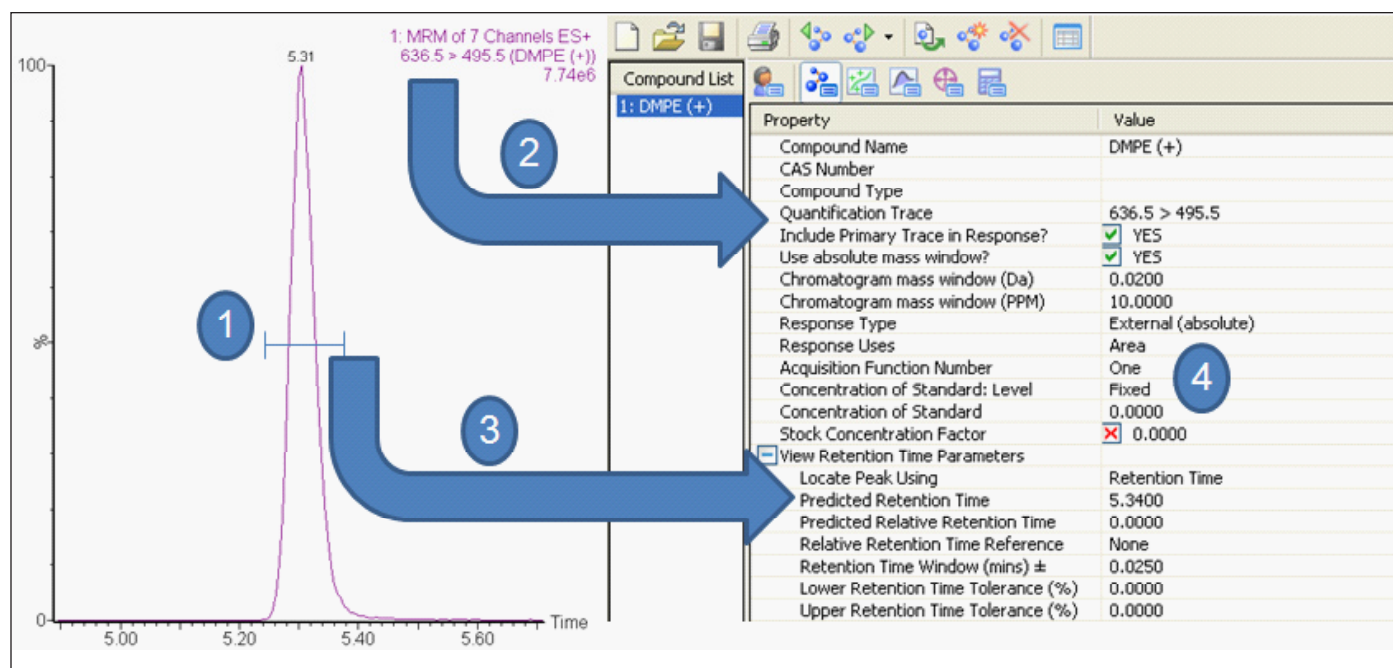 1: MRM of 7 Channels ES+
636.5 > 495.5 (DMPE (+))
7.74e6
5.31
100
%
0
5.00 5.20 5.40 5.60
Time
1
2
3
4
Compound List
1: DMPE (+)
Property Value
Compound Name DMPE (+)
CAS Number
Compound Type
Quantification Trace 636.5 > 495.5
Include Primary Trace in Response? YES
Use absolute mass window? YES
Chromatogram mass window (Da) 0.0200
Chromatogram mass window (PPM) 10.0000
Response Type External (absolute)
Response Uses Area
Acquisition Function Number One
Concentration of Standard: Level Fixed
Concentration of Standard 0.0000
Stock Concentration Factor 0.0000
View Retention Time Parameters
Locate Peak Using Retention Time
Predicted Retention Time 5.3400
Predicted Relative Retention Time 0.0000
Relative Retention Time Reference None
Retention Time Window (mins) ± 0.0250
Lower Retention Time Tolerance (%) 0.0000
Upper Retention Time Tolerance (%) 0.0000